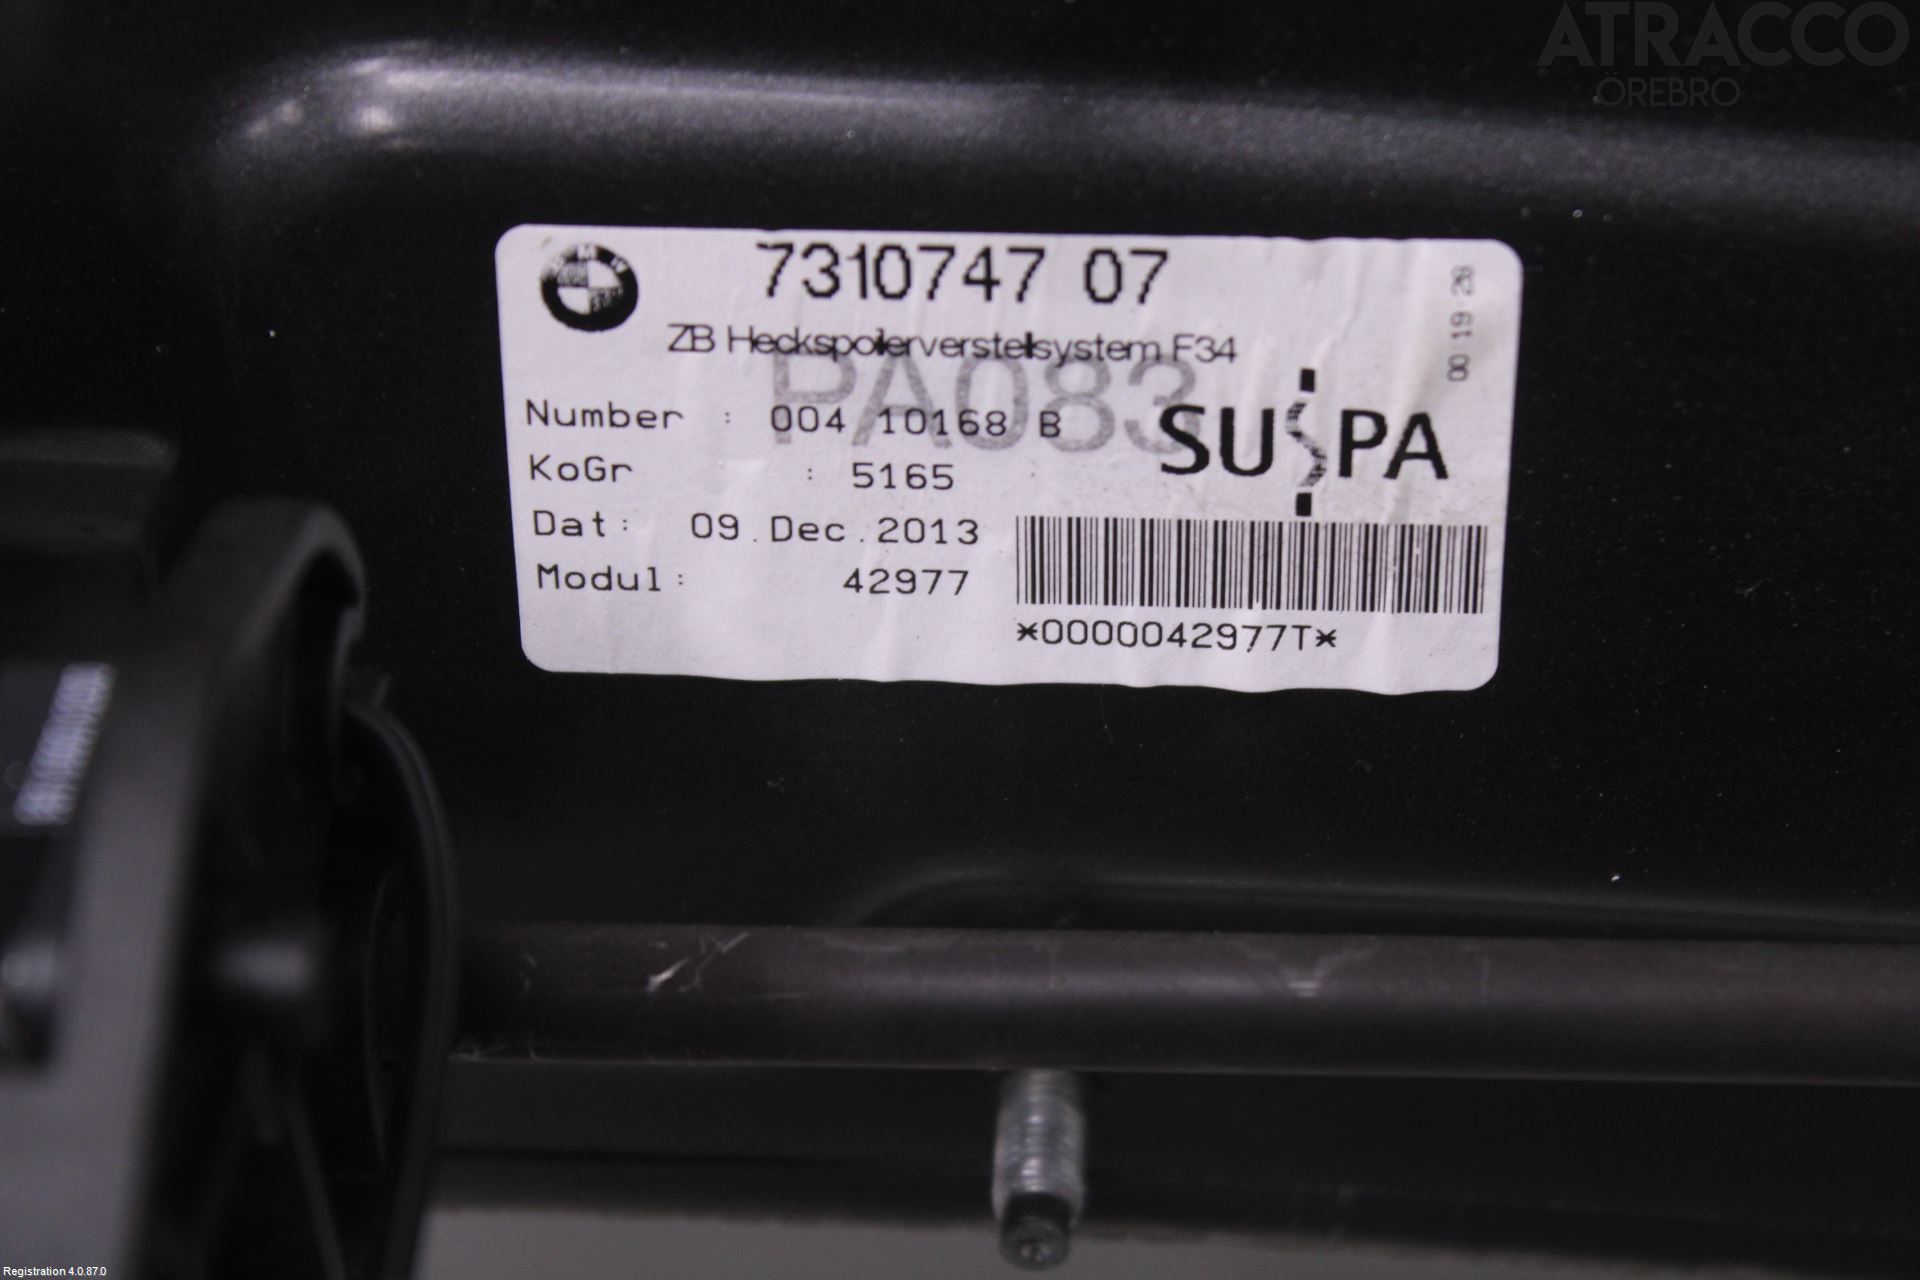 ATRACCO
ÖREBRO
7310747 07
ZB Heckspoilerverstellsystem F34
PA083
Number : 004 10168 B
SUSPA
KoGr : 5165
Dat: 09.Dec.2013
Modul: 42977
*0000042977T*
00 19 28
Registration 4.0.87.0